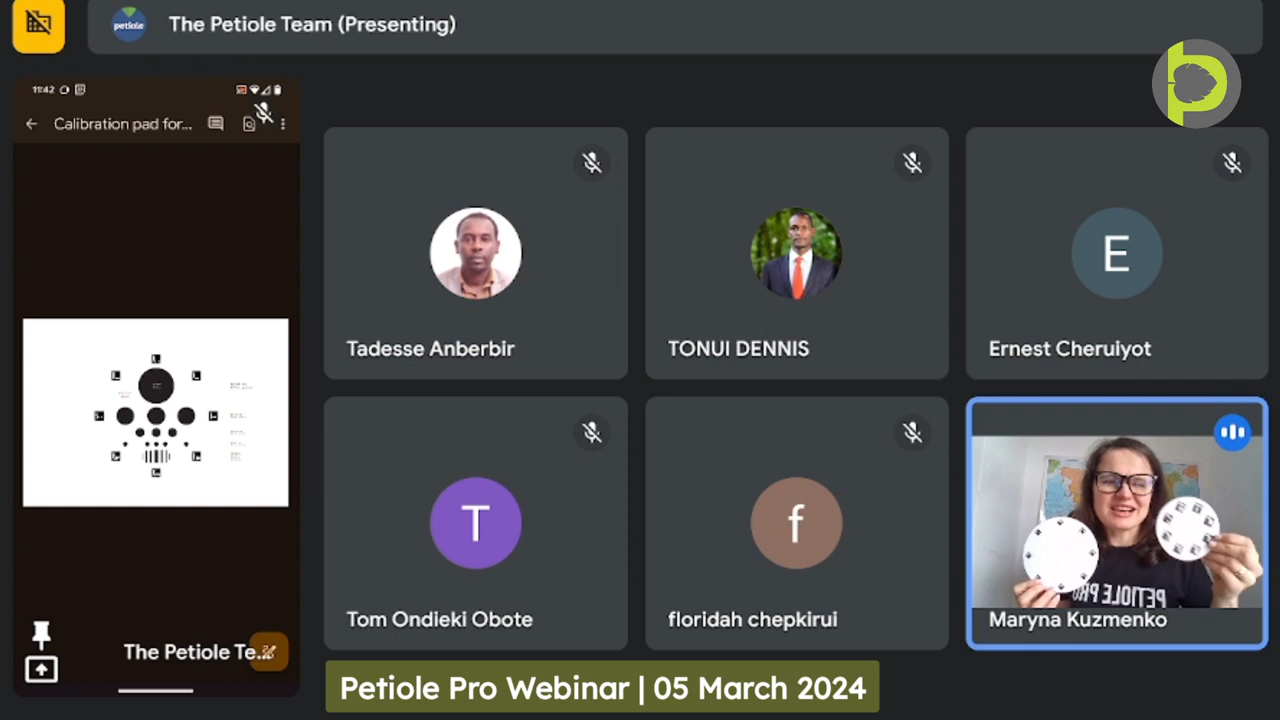 petiole
The Petiole Team (Presenting)
11:42
Calibration pad for...
Tadesse Anberbir
TONUI DENNIS
E
Ernest Cheruiyot
T
Tom Ondieki Obote
f
floridah chepkirui
PETIOLE PRO
Maryna Kuzmenko
The Petiole Te...
Petiole Pro Webinar | 05 March 2024